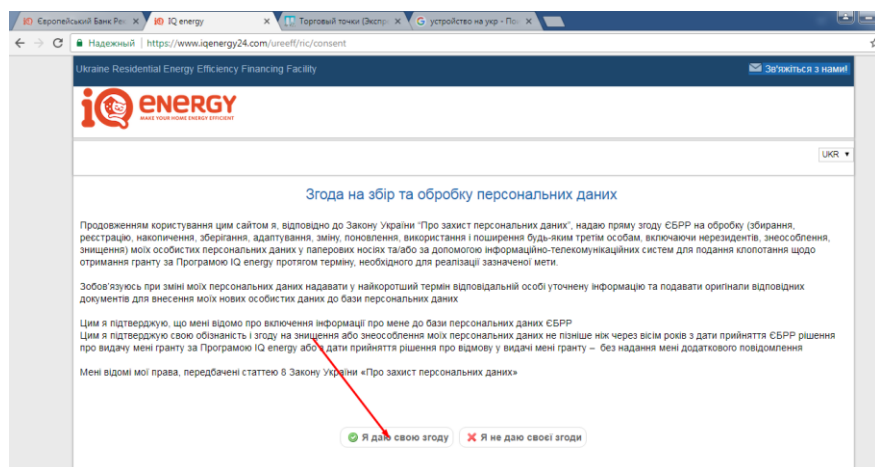 Європейський Банк Рек
IQ energy
Торговый точки (Экспр
устройство на укр - Пои
Надежный | https://www.iqenergy24.com/ureeff/ric/consent
Ukraine Residential Energy Efficiency Financing Facility
Зв'яжіться з нами!
iQ energy
MAKE YOUR HOME ENERGY EFFICIENT
UKR
Згода на збір та обробку персональних даних
Продовженням користування цим сайтом я, відповідно до Закону України "Про захист персональних даних", надаю пряму згоду ЄБРР на обробку (збирання,
реєстрацію, накопичення, зберігання, адаптування, зміну, поновлення, використання і поширення будь-яким третім особам, включаючи нерезидентів, знеособлення,
знищення) моїх особистих персональних даних у паперових носіях та/або за допомогою інформаційно-телекомунікаційних систем для подання клопотання щодо
отримання гранту за Програмою IQ energy протягом терміну, необхідного для реалізації зазначеної мети.
Зобов'язуюсь при зміні моїх персональних даних надавати у найкоротший термін відповідальній особі уточнену інформацію та подавати оригінали відповідних
документів для внесення моїх нових особистих даних до бази персональних даних
Цим я підтверджую, що мені відомо про включення інформації про мене до бази персональних даних ЄБРР
Цим я підтверджую свою обізнаність і згоду на знищення або знеособлення моїх персональних даних не пізніше ніж через вісім років з дати прийняття ЄБРР рішення
про видачу мені гранту за Програмою IQ energy або з дати прийняття рішення про відмову у видачі мені гранту – без надання мені додаткового повідомлення
Мені відомі мої права, передбачені статтею 8 Закону України «Про захист персональних даних»
Я даю свою згоду
Я не даю своєї згоди